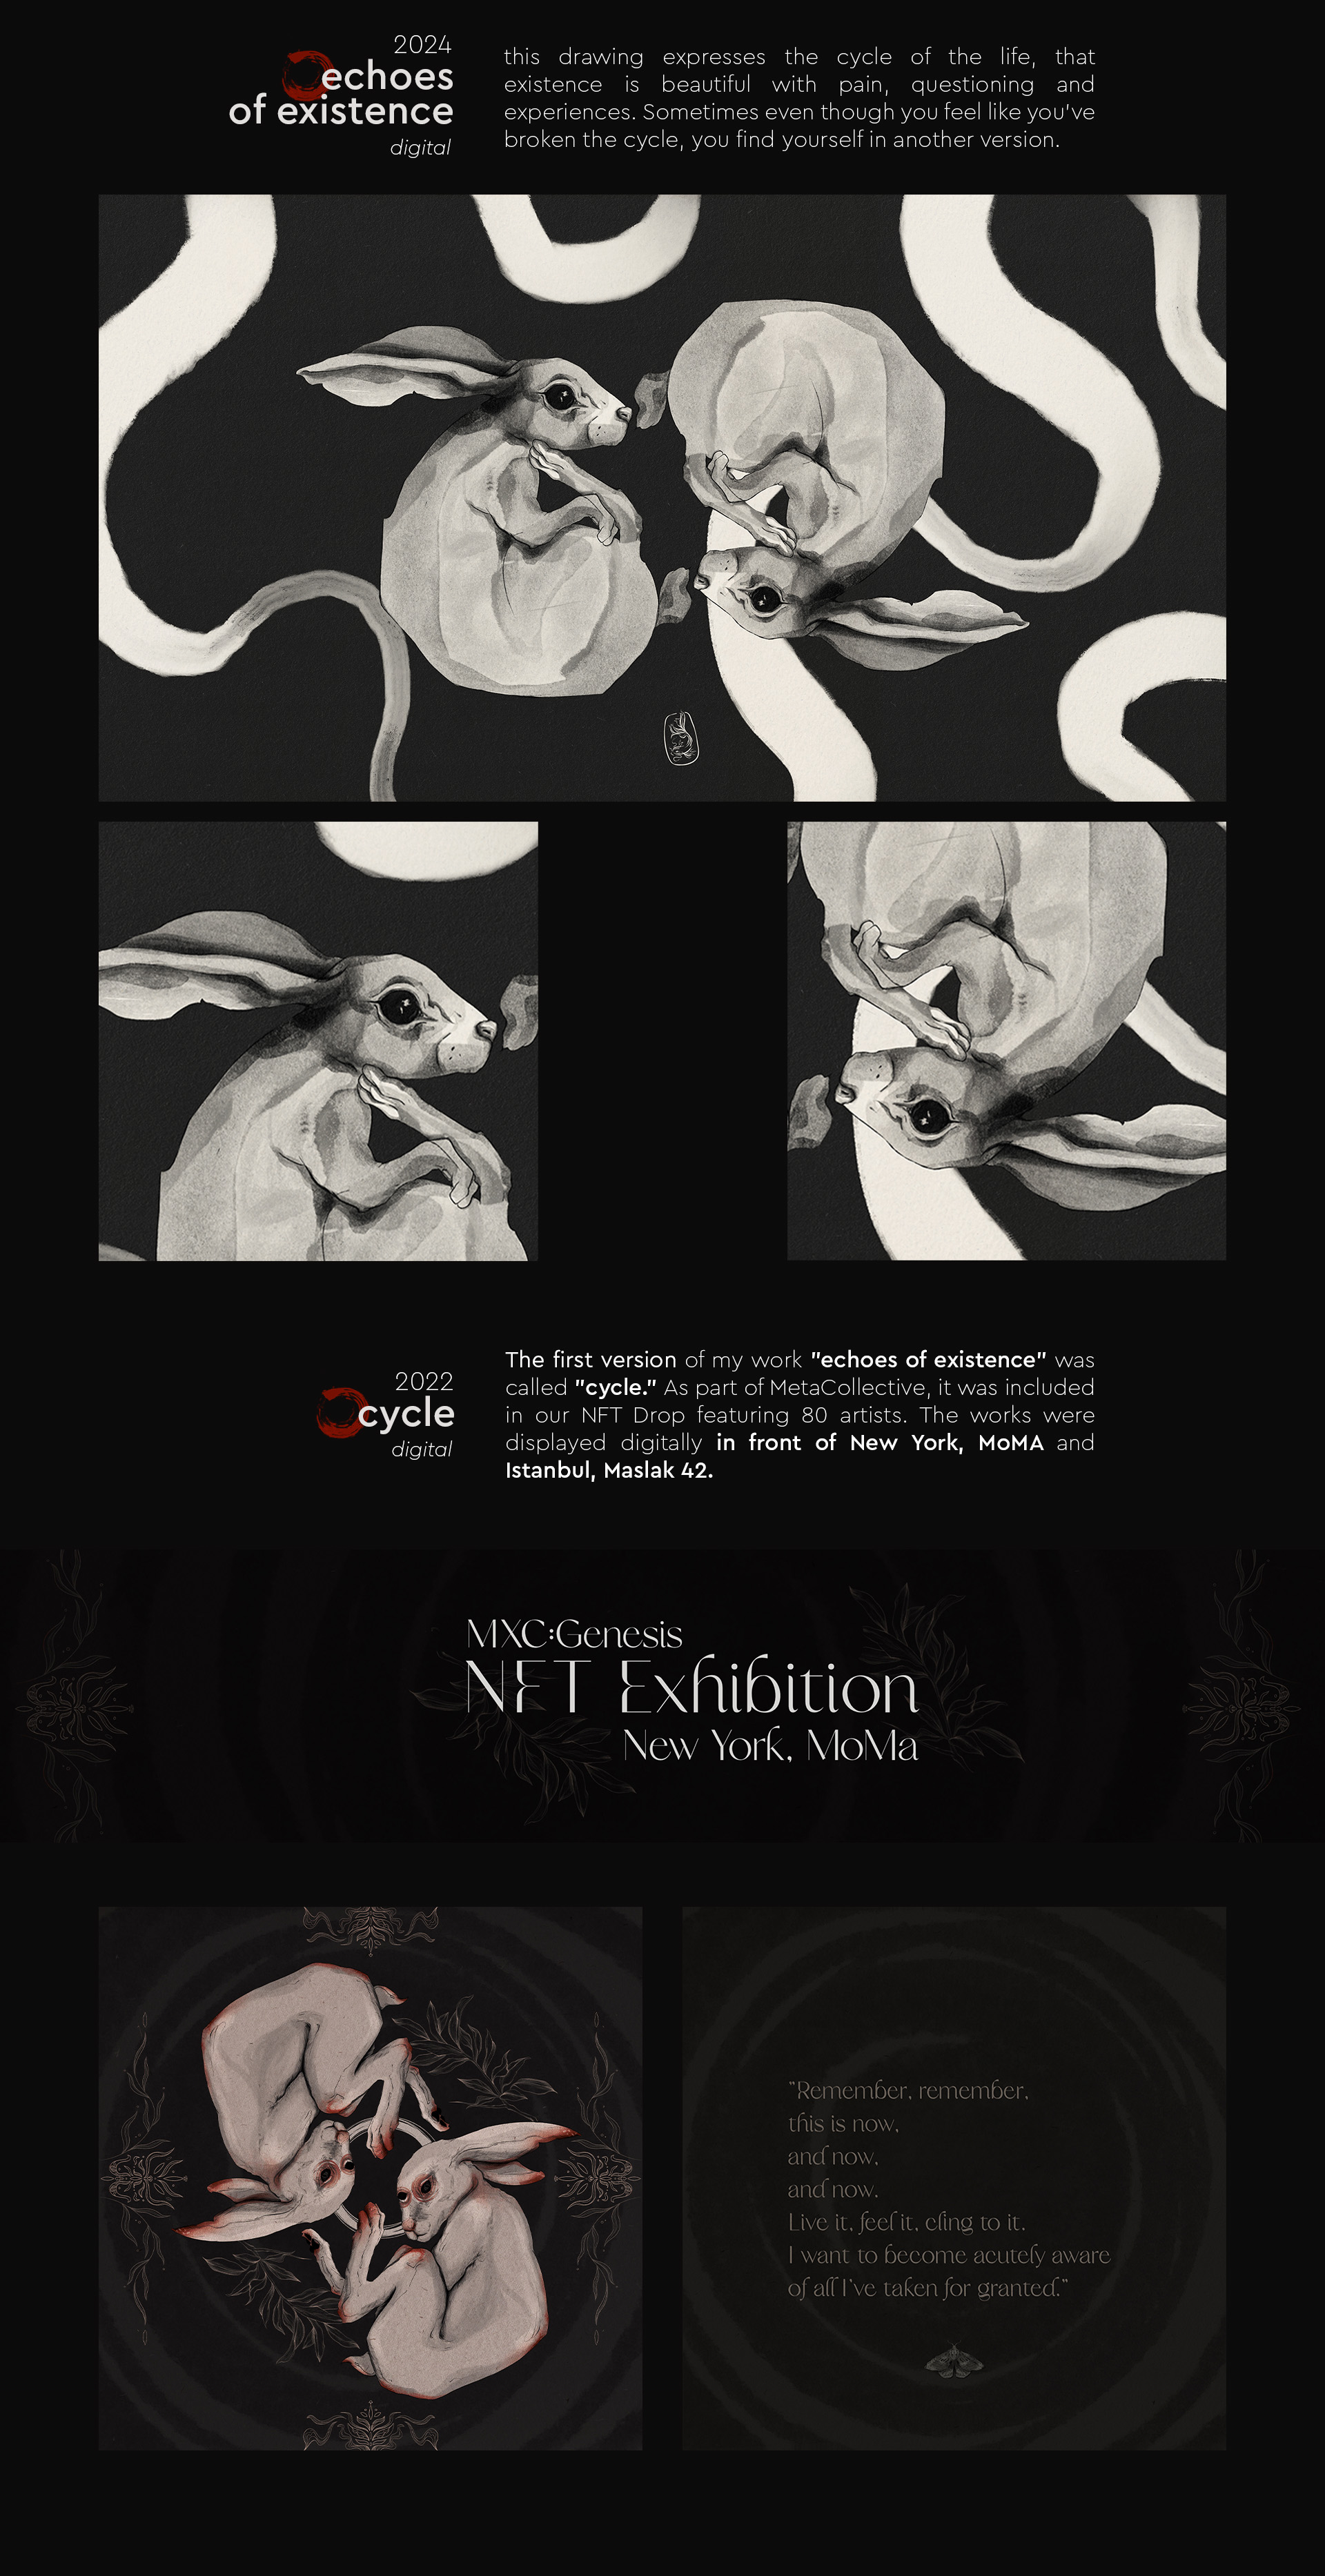 2024
echoes
of existence
digital
this drawing expresses the cycle of the life, that
existence is beautiful with pain, questioning and
experiences. Sometimes even though you feel like you've
broken the cycle, you find yourself in another version.
2022
cycle
digital
The first version of my work "echoes of existence" was
called "cycle." As part of MetaCollective, it was included
in our NFT Drop featuring 80 artists. The works were
displayed digitally in front of New York, MoMA and
Istanbul, Maslak 42.
MXC:Genesis
NFT Exhibition
New York, MoMa
"Remember, remember,
this is now,
and now,
and now.
Live it, feel it, cling to it.
I want to become acutely aware
of all I've taken for granted."